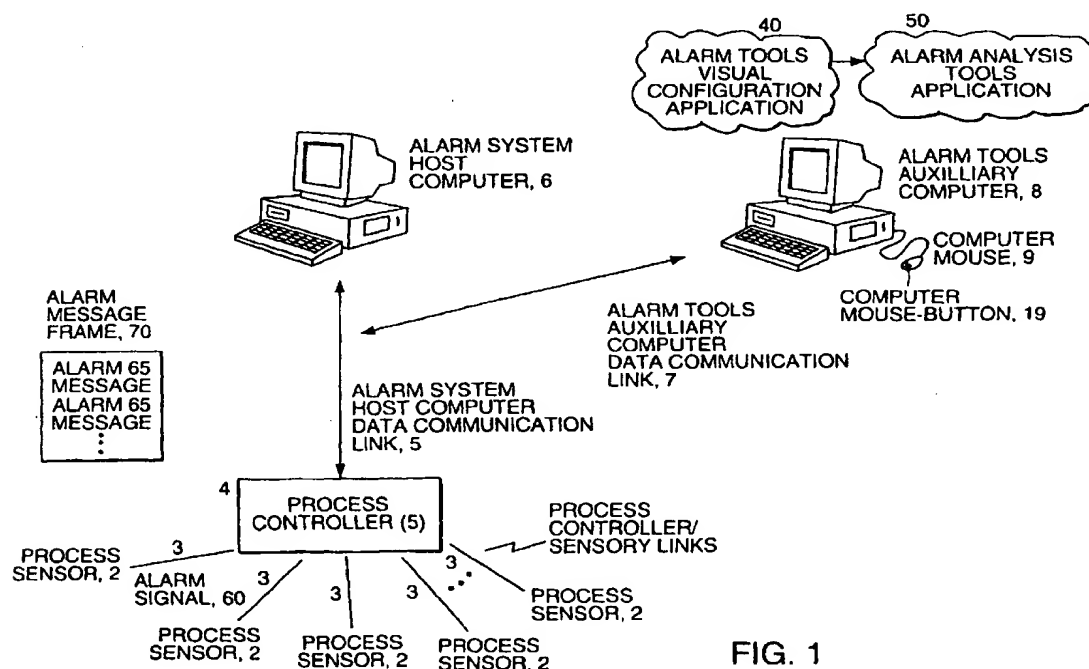 40
ALARM TOOLS
VISUAL
CONFIGURATION
APPLICATION
50
ALARM ANALYSIS
TOOLS
APPLICATION
ALARM SYSTEM
HOST
COMPUTER, 6
ALARM TOOLS
AUXILLIARY
COMPUTER, 8
COMPUTER
MOUSE, 9
COMPUTER
MOUSE-BUTTON, 19
ALARM
MESSAGE
FRAME, 70
ALARM 65
MESSAGE
ALARM 65
MESSAGE
ALARM TOOLS
AUXILLIARY
COMPUTER
DATA COMMUNICATION
LINK, 7
ALARM SYSTEM
HOST COMPUTER
DATA COMMUNICATION
LINK, 5
4
PROCESS
CONTROLLER (5)
PROCESS
CONTROLLER/
SENSORY LINKS
PROCESS
SENSOR, 2
3
ALARM
SIGNAL, 60
3
3
3
3
PROCESS
SENSOR, 2
PROCESS
SENSOR, 2
PROCESS
SENSOR, 2
PROCESS
SENSOR, 2
FIG. 1